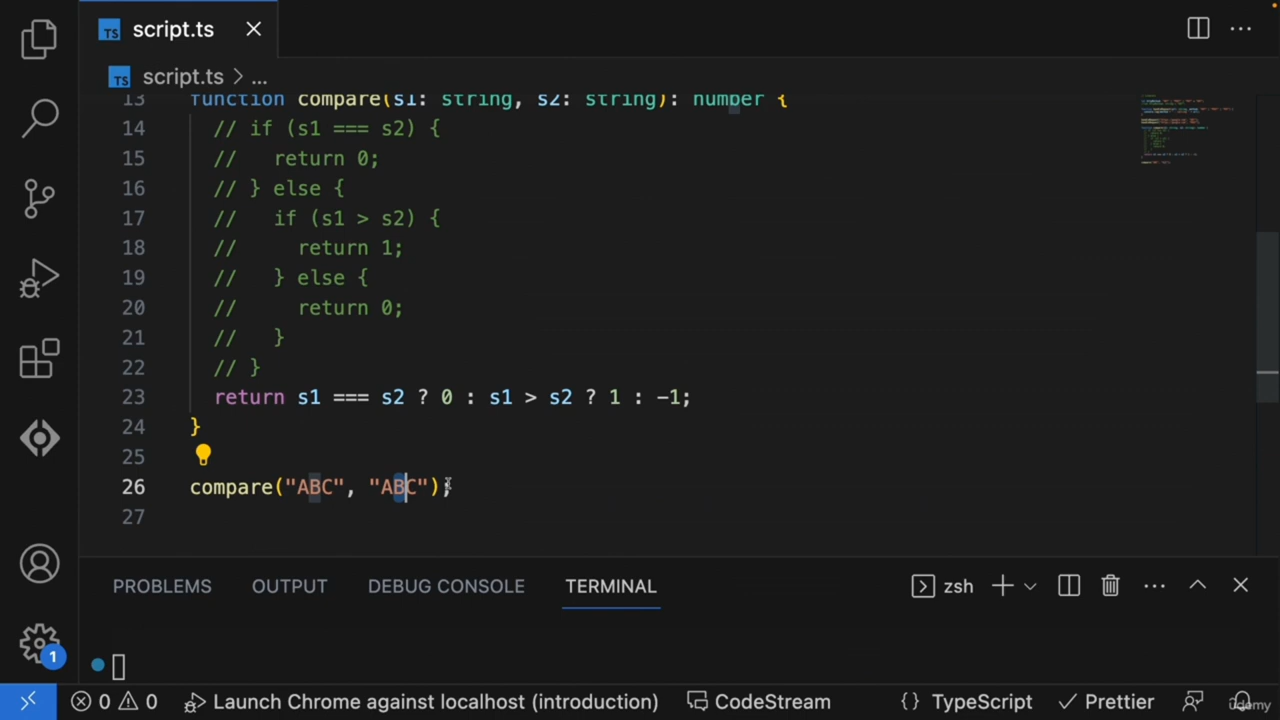 TS script.ts
TS script.ts > ...
13 function compare(s1: string, s2: string): number {
14 // if (s1 === s2) {
15 //   return 0;
16 // } else {
17 //   if (s1 > s2) {
18 //     return 1;
19 //   } else {
20 //     return 0;
21 //   }
22 // }
23 return s1 === s2 ? 0 : s1 > s2 ? 1 : -1;
24 }
25
26 compare("ABC", "ABC");
27
PROBLEMS OUTPUT DEBUG CONSOLE TERMINAL zsh
1
0 0 Launch Chrome against localhost (introduction) CodeStream {} TypeScript Prettier
udemy